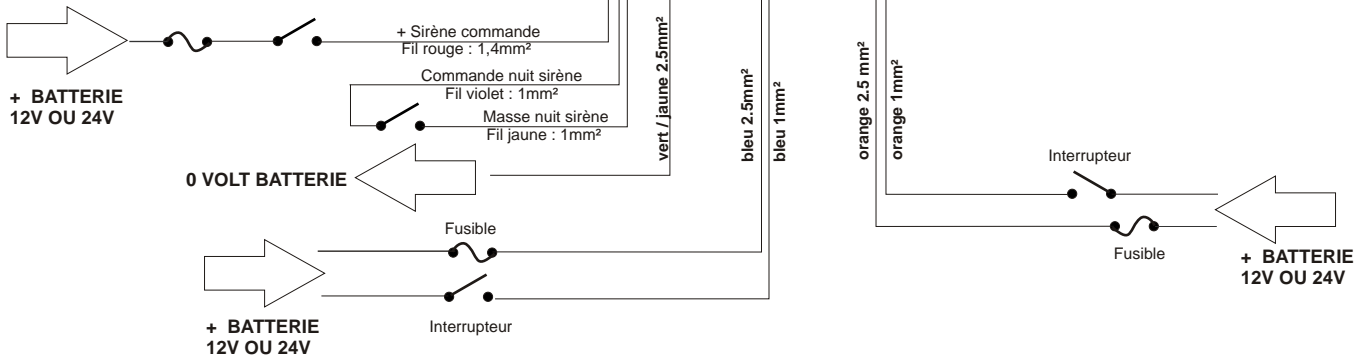 + Sirène commande
Fil rouge : 1,4mm²
+ BATTERIE
12V OU 24V
Commande nuit sirène
Fil violet : 1mm²
Masse nuit sirène
Fil jaune : 1mm²
vert / jaune 2.5mm²
bleu 2.5mm²
bleu 1mm²
orange 2.5 mm²
orange 1mm²
0 VOLT BATTERIE
Interrupteur
Fusible
+ BATTERIE
12V OU 24V
Fusible
Interrupteur
+ BATTERIE
12V OU 24V